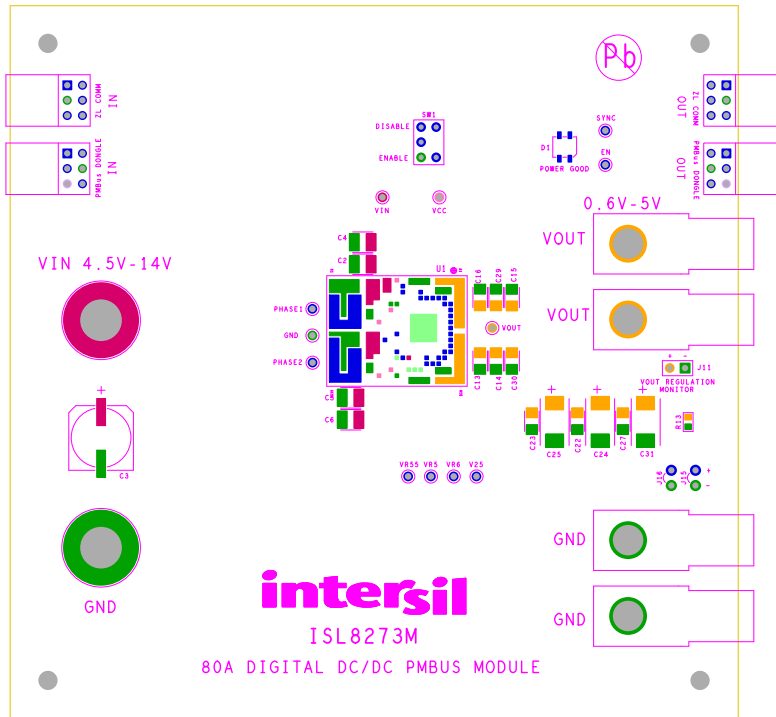 Pb
ZL COMM
IN
PMBus DONGLE
IN
SW1
DISABLE
ENABLE
D1
POWER GOOD
SYNC
EN
OUT
ZL COMM
OUT
PMBus DONGLE
VIN
VCC
0.6V-5V
VOUT
VOUT
VIN 4.5V-14V
C4
C2
U1
C16
C29
C15
PHASE1
GND
PHASE2
VOUT
C13
C14
C30
C6
+
C3
+ -
J11
VOUT REGULATION
MONITOR
+
+
+
C23
C25
C22
C24
C27
C31
R13
VR55
VR5
VR6
V25
J16
J15
+
-
GND
GND
GND
intersil
ISL8273M
80A DIGITAL DC/DC PMBUS MODULE